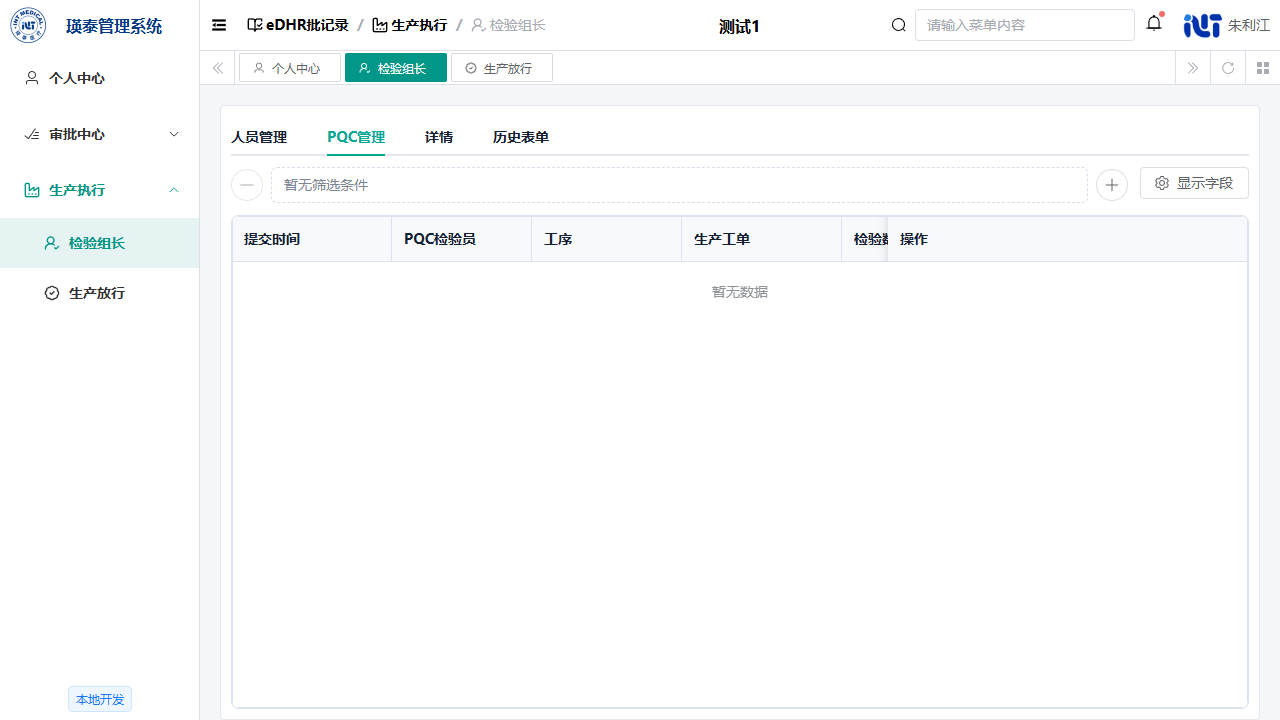 瑛泰管理系统
eDHR批记录 / 生产执行 / 检验组长
测试1
请输入菜单内容
朱利江
个人中心
审批中心
生产执行
检验组长
生产放行
本地开发
个人中心 检验组长 生产放行
人员管理 PQC管理 详情 历史表单
暂无筛选条件
显示字段
提交时间 PQC检验员 工序 生产工单 检验 操作
暂无数据